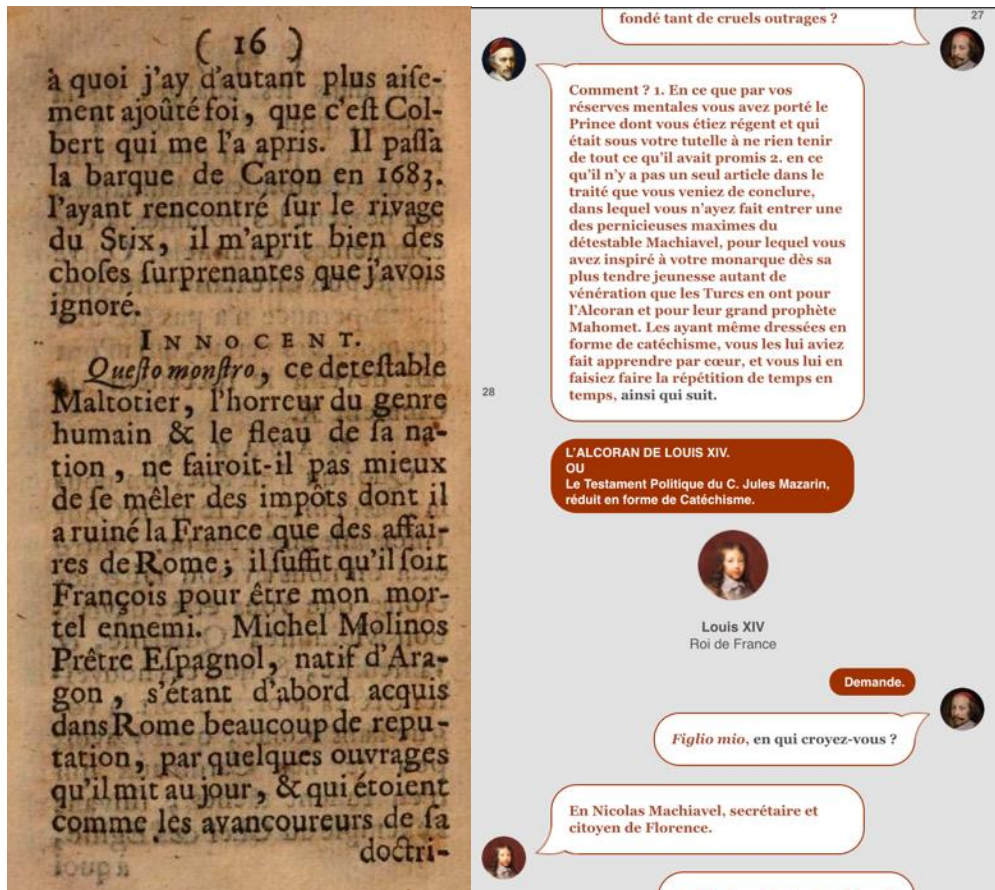 ( 16 )
à quoi j'ay d'autant plus aiſe-
ment ajoûté foi, que c'eſt Col-
bert qui me l'a apris. Il paſſa
la barque de Caron en 1683.
l'ayant rencontré ſur le rivage
du Stix, il m'aprit bien des
choſes ſurprenantes que j'avois
ignoré.
INNOCENT.
Queſto monſtro, ce deteſtable
Maltotier, l'horreur du genre
humain & le fleau de ſa na-
tion, ne fairoit-il pas mieux
de ſe mêler des impôts dont il
a ruiné la France que des affai-
res de Rome; il ſuffit qu'il ſoit
François pour être mon mor-
tel ennemi. Michel Molinos
Prêtre Eſpagnol, natif d'Ara-
gon, s'étant d'abord acquis
dans Rome beaucoup de repu-
tation, par quelques ouvrages
qu'il mit au jour, & qui étoient
comme les avancoureurs de ſa
doctri-
fondé tant de cruels outrages ?
27
Comment ? 1. En ce que par vos
réserves mentales vous avez porté le
Prince dont vous étiez régent et qui
était sous votre tutelle à ne rien tenir
de tout ce qu'il avait promis 2. en ce
qu'il n'y a pas un seul article dans le
traité que vous veniez de conclure,
dans lequel vous n'ayez fait entrer une
des pernicieuses maximes du
détestable Machiavel, pour lequel vous
avez inspiré à votre monarque dès sa
plus tendre jeunesse autant de
vénération que les Turcs en ont pour
l'Alcoran et pour leur grand prophète
Mahomet. Les ayant même dressées en
forme de catéchisme, vous les lui aviez
fait apprendre par cœur, et vous lui en
faisiez faire la répétition de temps en
temps, ainsi qui suit.
28
L'ALCORAN DE LOUIS XIV.
OU
Le Testament Politique du C. Jules Mazarin,
réduit en forme de Catéchisme.
Louis XIV
Roi de France
Demande.
Figlio mio, en qui croyez-vous ?
En Nicolas Machiavel, secrétaire et
citoyen de Florence.